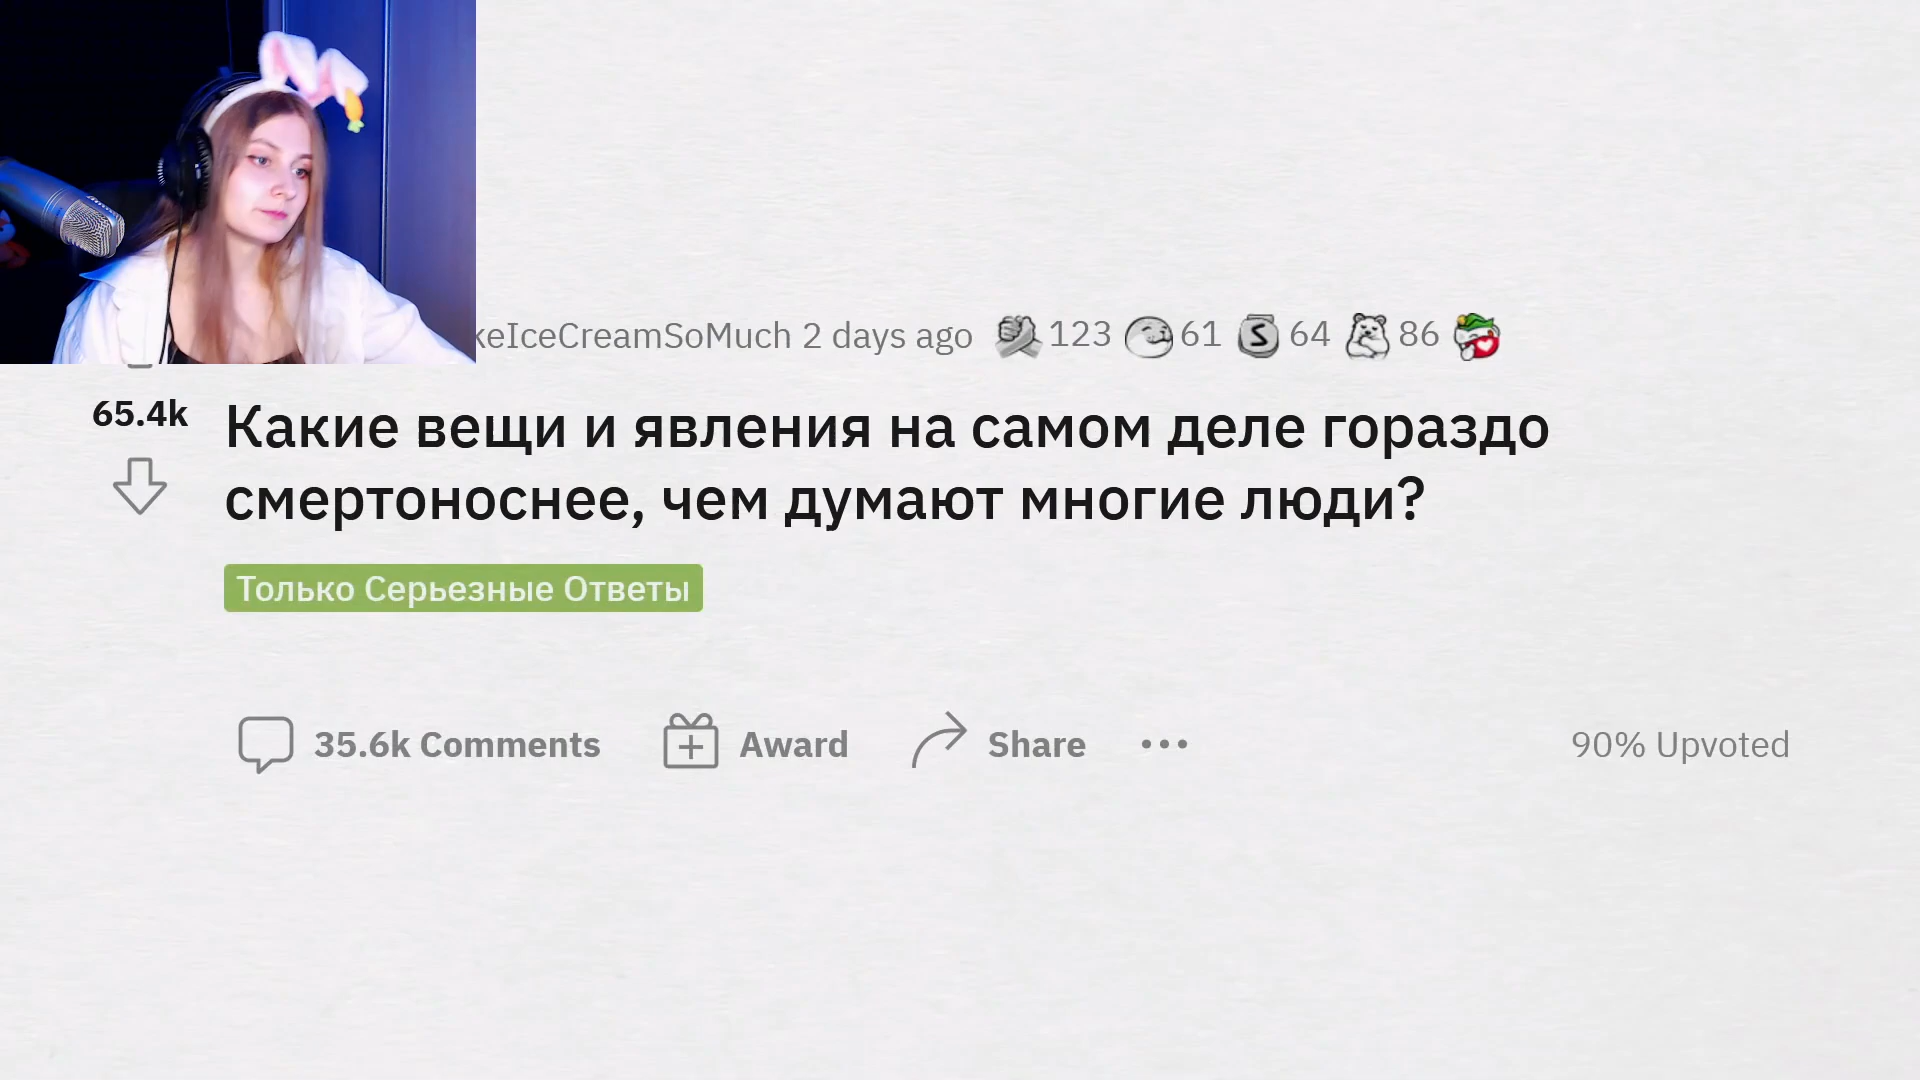 keIceCreamSoMuch 2 days ago 123 61 S 64 86
65.4k
Какие вещи и явления на самом деле гораздо
смертоноснее, чем думают многие люди?
Только Серьезные Ответы
35.6k Comments Award Share 90% Upvoted